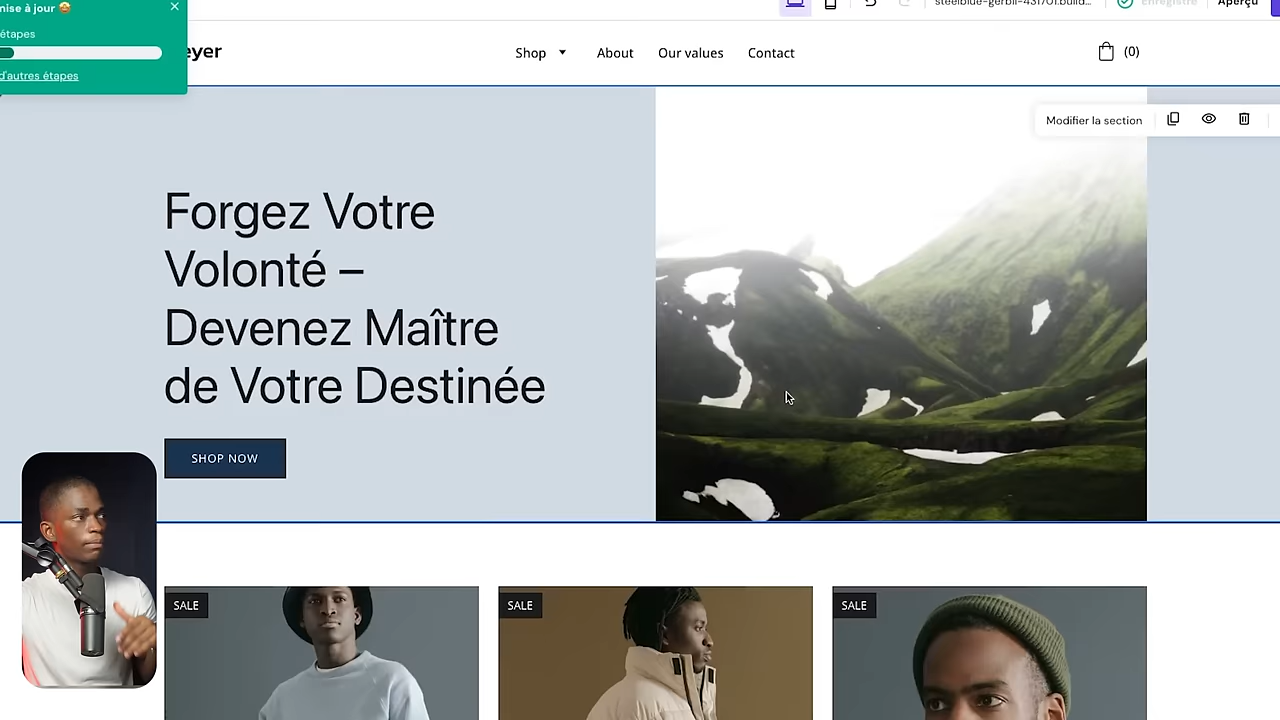 mise à jour 🤩
étapes
d'autres étapes
eyer
Shop
About
Our values
Contact
(0)
Aperçu
Enregistré
Modifier la section
Forgez Votre
Volonté –
Devenez Maître
de Votre Destinée
SHOP NOW
SALE
SALE
SALE